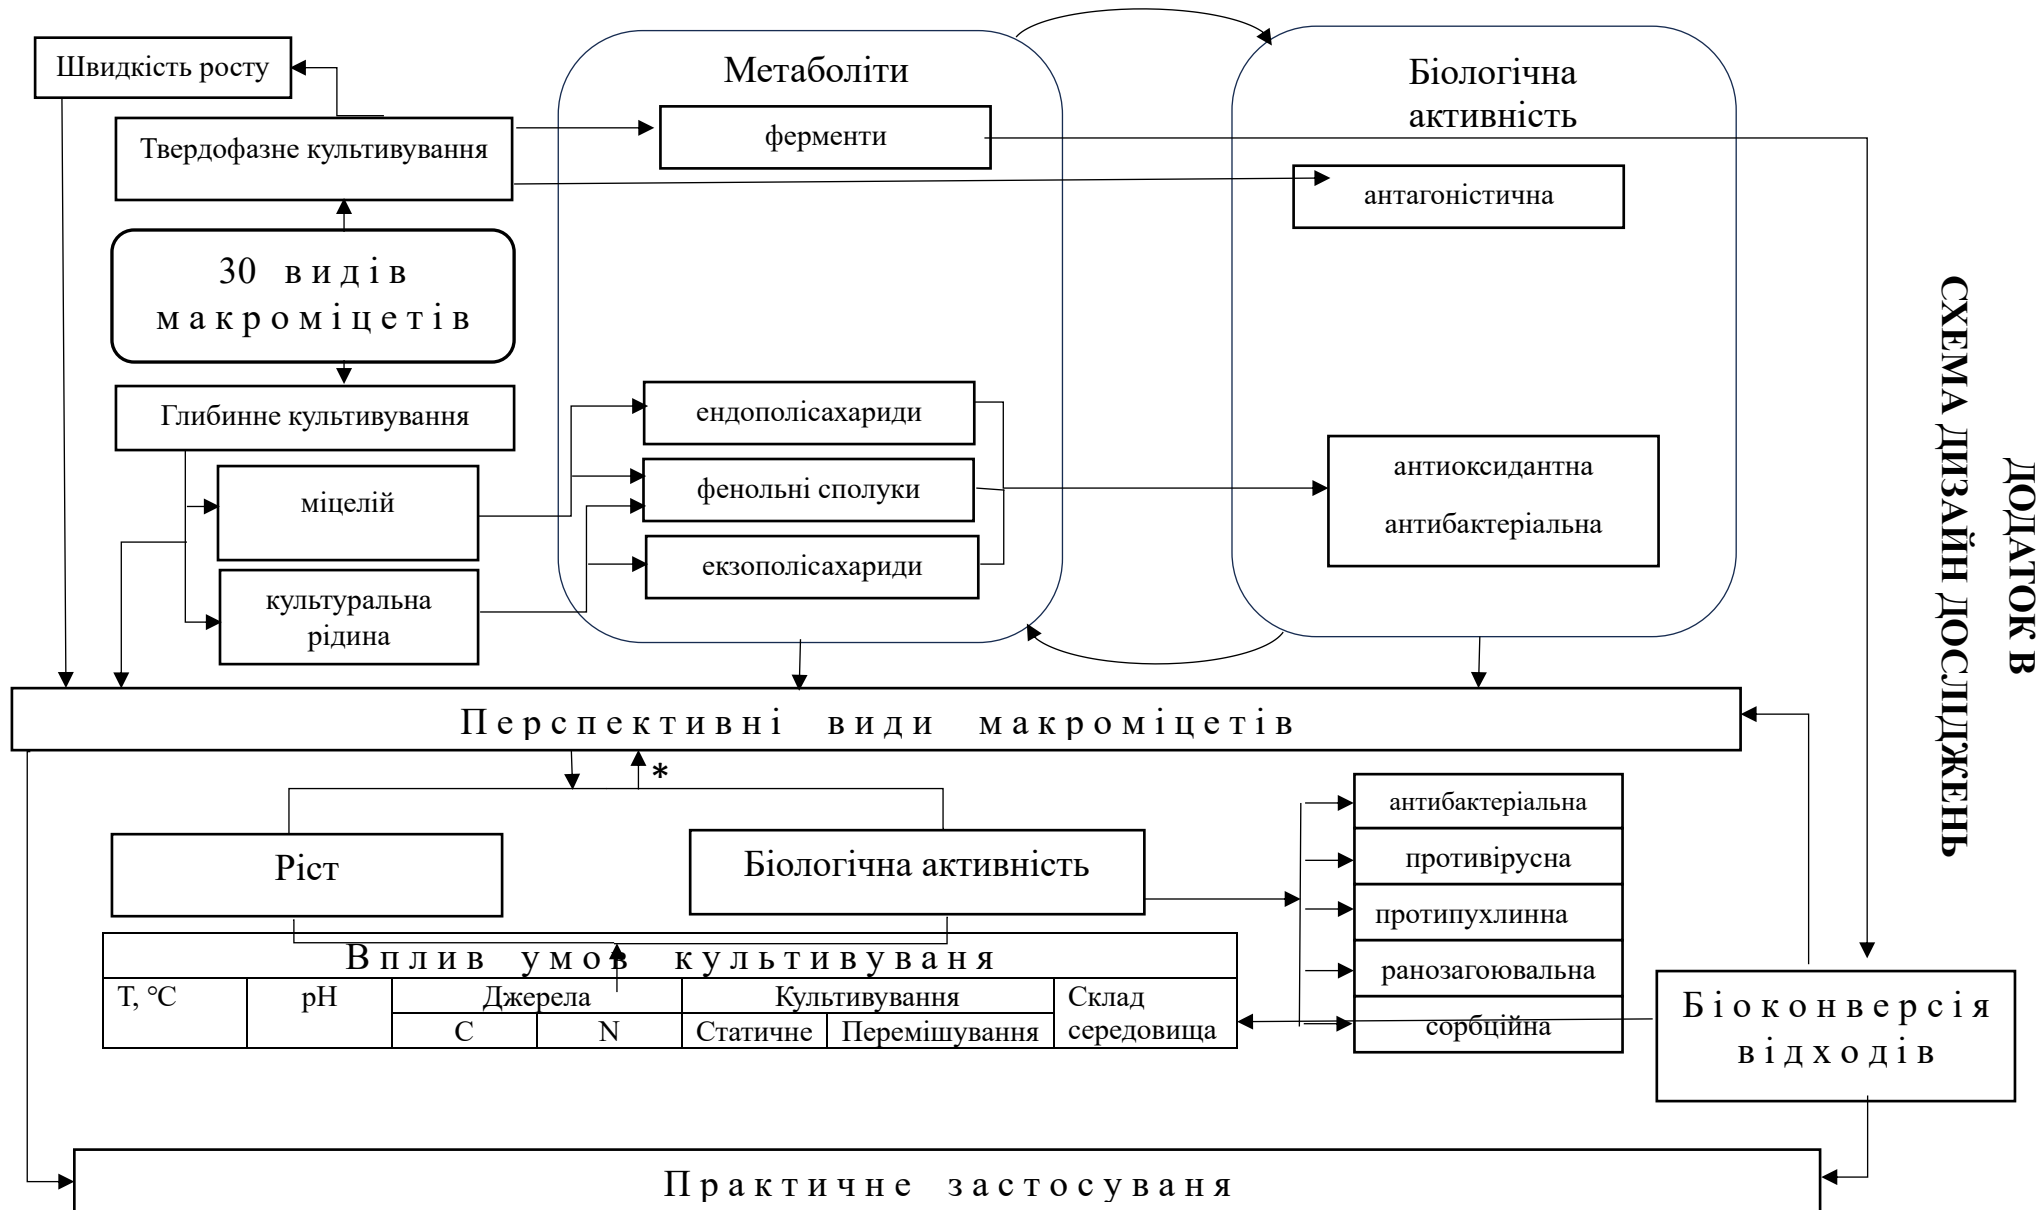 ДОДАТОК В
СХЕМА ДИЗАЙН ДОСЛІДЖЕНЬ
Швидкість росту
Метаболіти
Біологічна
активність
Твердофазне культивування
ферменти
антагоністична
30 видів
макроміцетів
Глибинне культивування
ендополісахариди
міцелій
фенольні сполуки
антиоксидантна
антибактеріальна
екзополісахариди
культуральна
рідина
Перспективні види макроміцетів
*
Ріст
Біологічна активність
антибактеріальна
противірусна
протипухлинна
ранозагоювальна
сорбційна
Вплив умов культивуваня
Т, °С
рН
Джерела
С
N
Культивування
Статичне
Перемішування
Склад
середовища
Біоконверсія
відходів
Практичне застосуваня